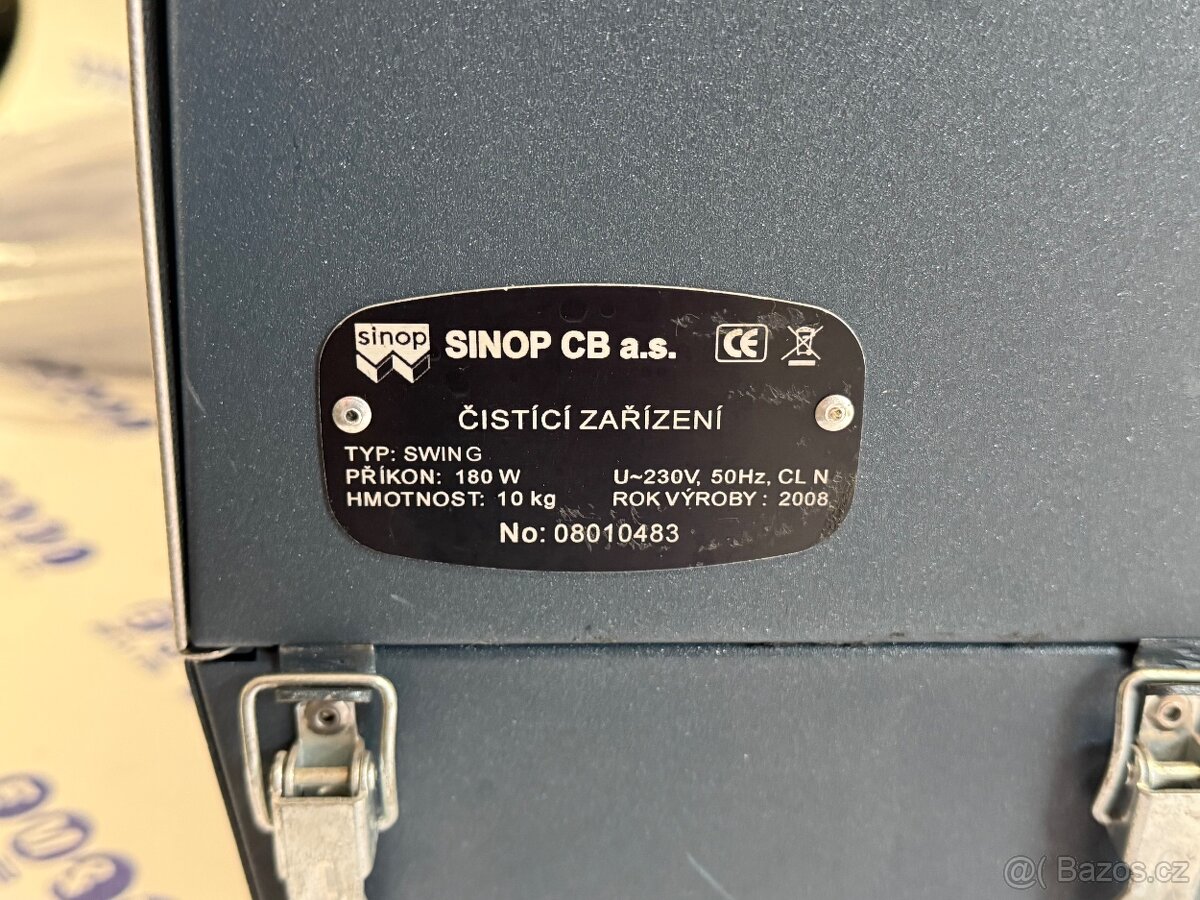 sinop SINOP CB a.s. CE
ČISTÍCÍ ZAŘÍZENÍ
TYP: SWING
PŘÍKON: 180 W U~230V, 50Hz, CL N
HMOTNOST: 10 kg ROK VÝROBY: 2008
No: 08010483
Bazos.cz